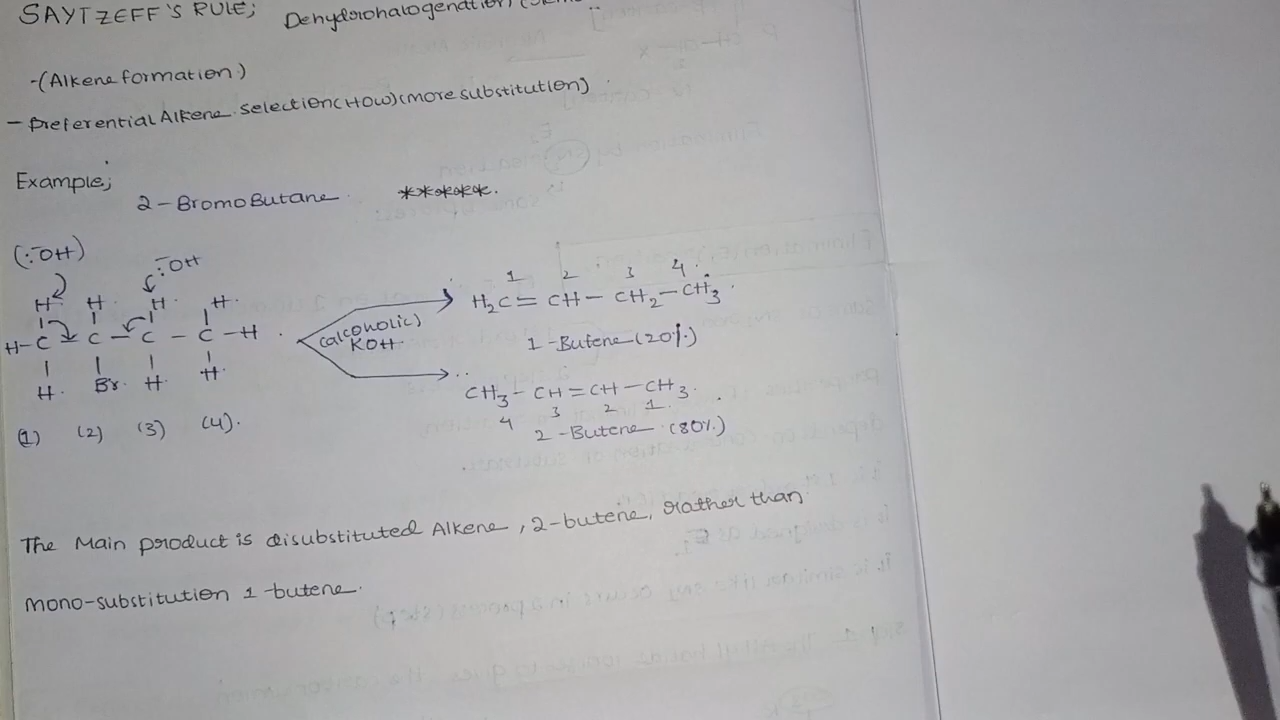 SAYTZEFF'S RULE; Dehydrohalogenation
-(Alkene formation)
- Preferential Alkene selection (HOW) (more substitution)
Example;
2-BromoButane *****.
(:⁻OH) :⁻OH
H H. H. H.
H-C C - C - C -H.
H. Br. H. H.
(1) (2) (3) (4).
(alcoholic)
KOH.
1 2 3 4.
H₂C = CH - CH₂ - CH₃.
1-Butene (20%)
CH₃ - CH = CH - CH₃.
4 3 2 1.
2-Butene (80%)
The Main product is disubstituted Alkene, 2-butene, rather than
mono-substitution 1-butene.